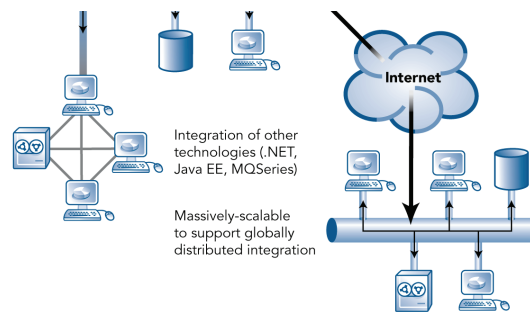 Internet
Integration of other
technologies (.NET,
Java EE, MQSeries)
Massively-scalable
to support globally
distributed integration